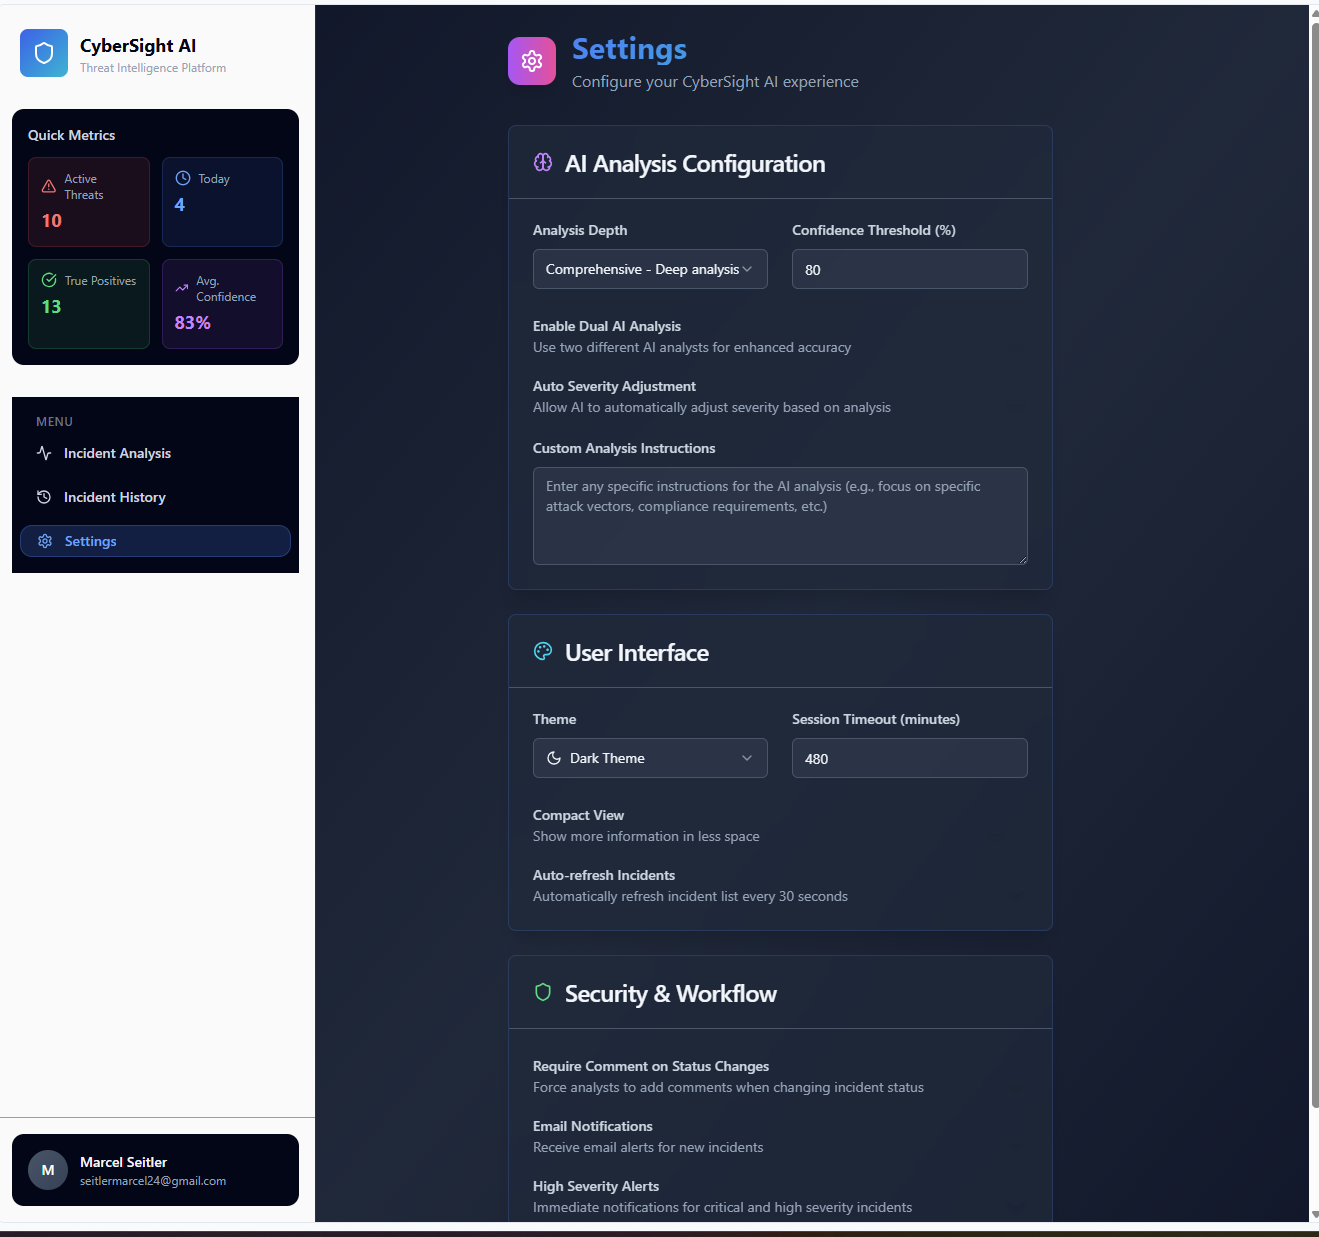 CyberSight AI
Threat Intelligence Platform
Quick Metrics
Active
Threats
10
Today
4
True Positives
13
Avg.
Confidence
83%
MENU
Incident Analysis
Incident History
Settings
M
Marcel Seitler
seitlermarcel24@gmail.com
Settings
Configure your CyberSight AI experience
AI Analysis Configuration
Analysis Depth
Comprehensive - Deep analysis
Confidence Threshold (%)
80
Enable Dual AI Analysis
Use two different AI analysts for enhanced accuracy
Auto Severity Adjustment
Allow AI to automatically adjust severity based on analysis
Custom Analysis Instructions
Enter any specific instructions for the AI analysis (e.g., focus on specific
attack vectors, compliance requirements, etc.)
User Interface
Theme
Dark Theme
Session Timeout (minutes)
480
Compact View
Show more information in less space
Auto-refresh Incidents
Automatically refresh incident list every 30 seconds
Security & Workflow
Require Comment on Status Changes
Force analysts to add comments when changing incident status
Email Notifications
Receive email alerts for new incidents
High Severity Alerts
Immediate notifications for critical and high severity incidents